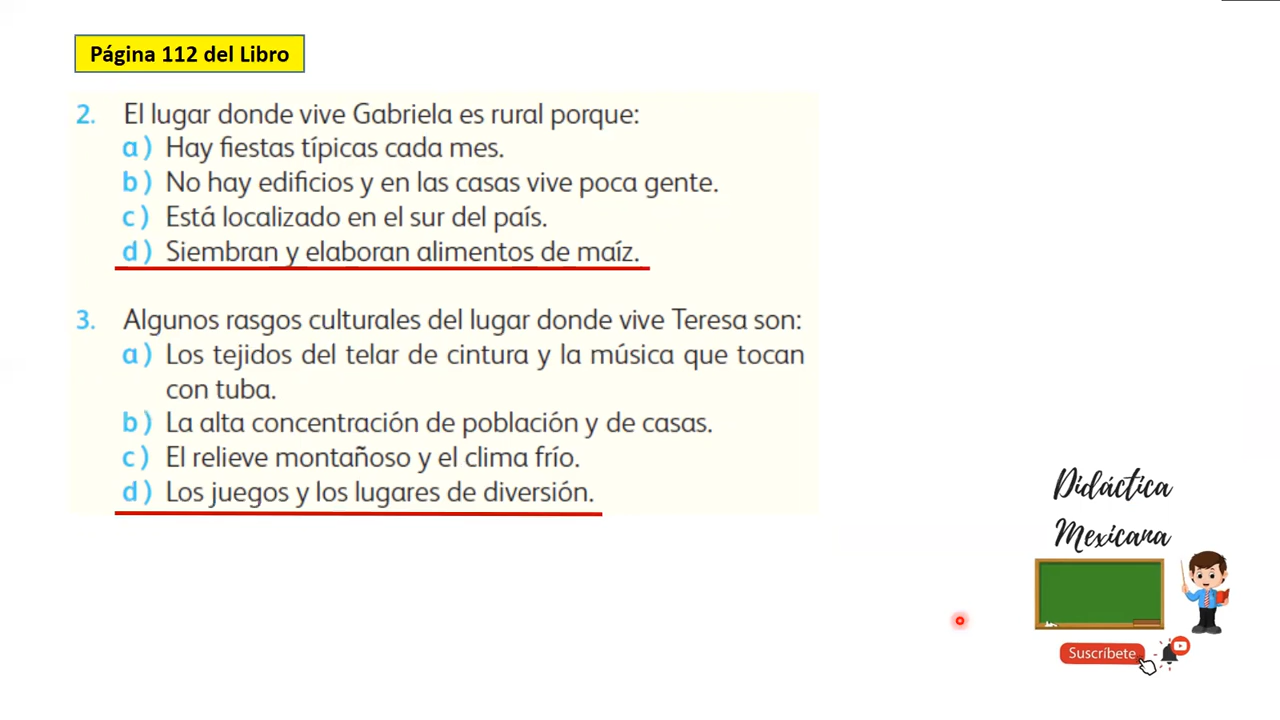 Página 112 del Libro
2. El lugar donde vive Gabriela es rural porque:
a) Hay fiestas típicas cada mes.
b) No hay edificios y en las casas vive poca gente.
c) Está localizado en el sur del país.
d) Siembran y elaboran alimentos de maíz.
3. Algunos rasgos culturales del lugar donde vive Teresa son:
a) Los tejidos del telar de cintura y la música que tocan
con tuba.
b) La alta concentración de población y de casas.
c) El relieve montañoso y el clima frío.
d) Los juegos y los lugares de diversión.
Didáctica
Mexicana
Suscríbete